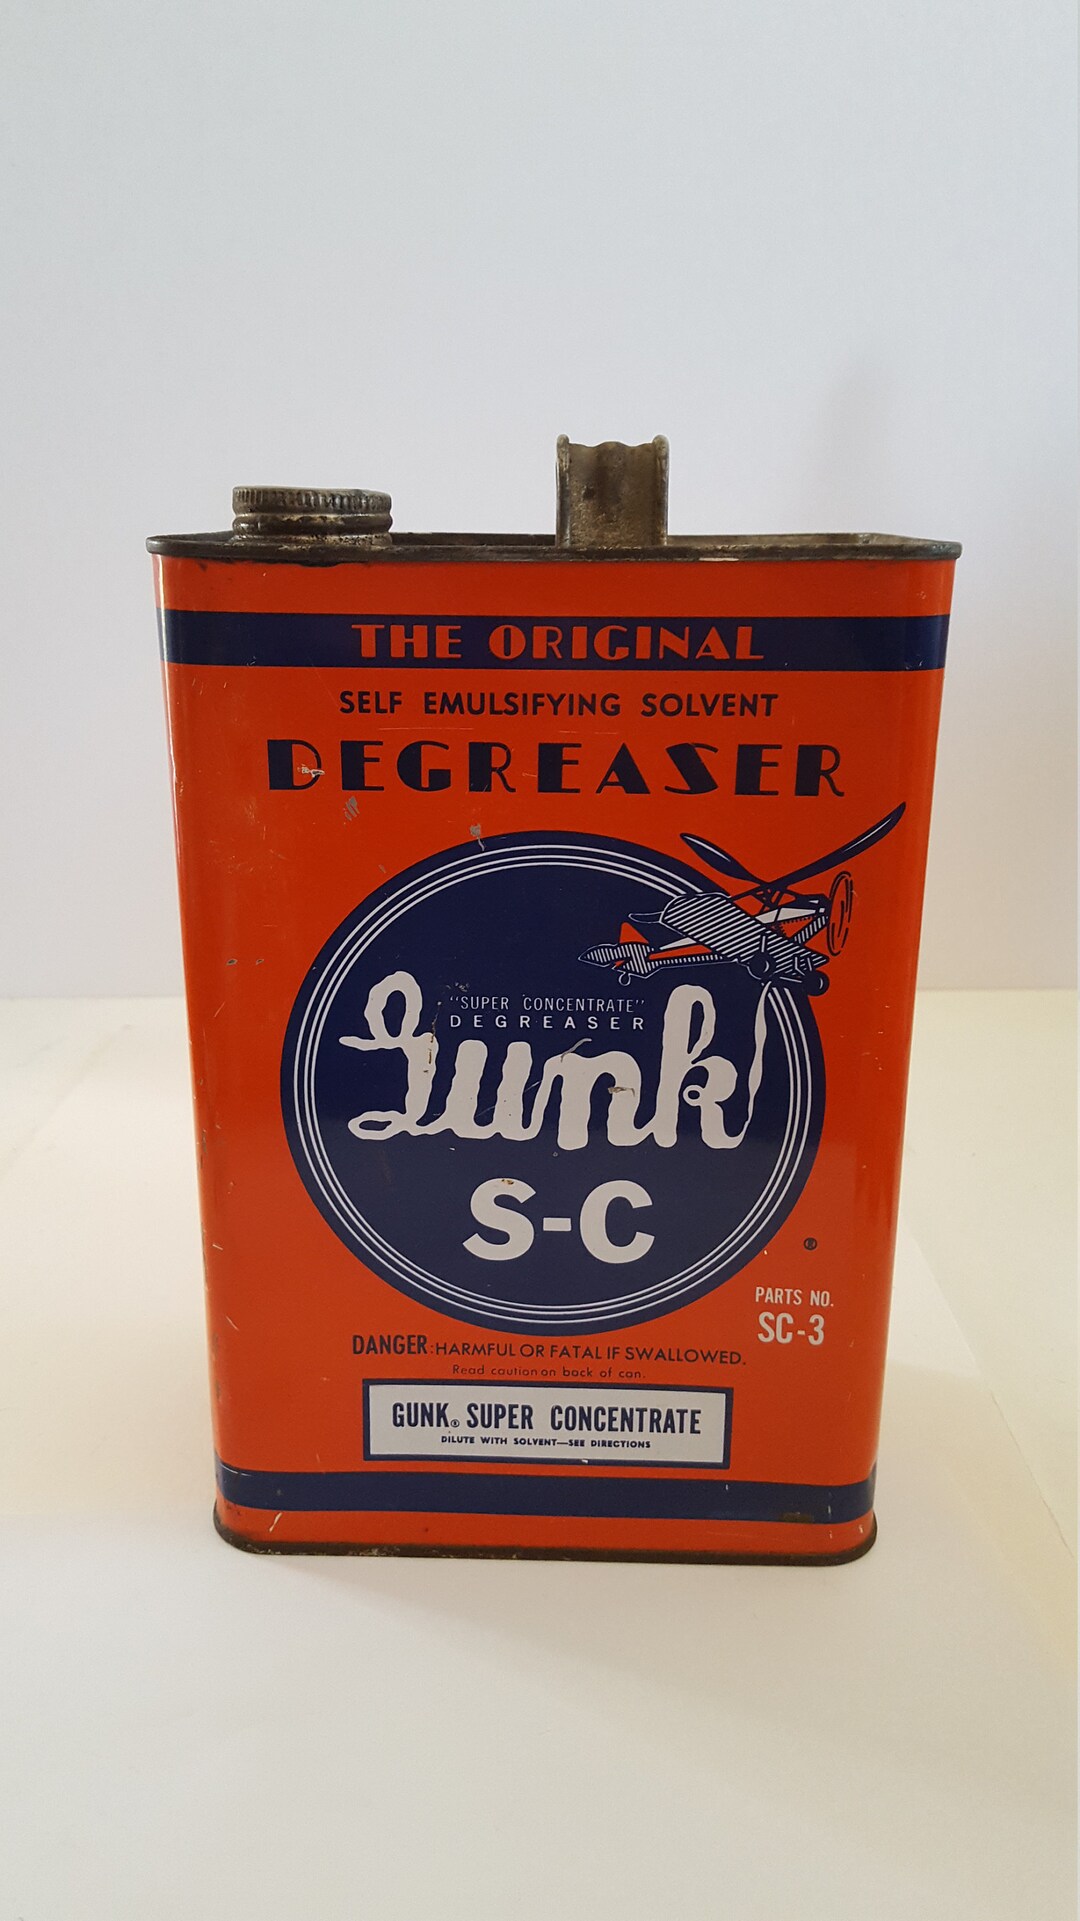 THE ORIGINAL
SELF EMULSIFYING SOLVENT
DEGREASER
"SUPER CONCENTRATE"
DEGREASER
Gunk
S-C
®
PARTS NO.
SC-3
DANGER: HARMFUL OR FATAL IF SWALLOWED.
Read caution on back of can.
GUNK® SUPER CONCENTRATE
DILUTE WITH SOLVENT—SEE DIRECTIONS